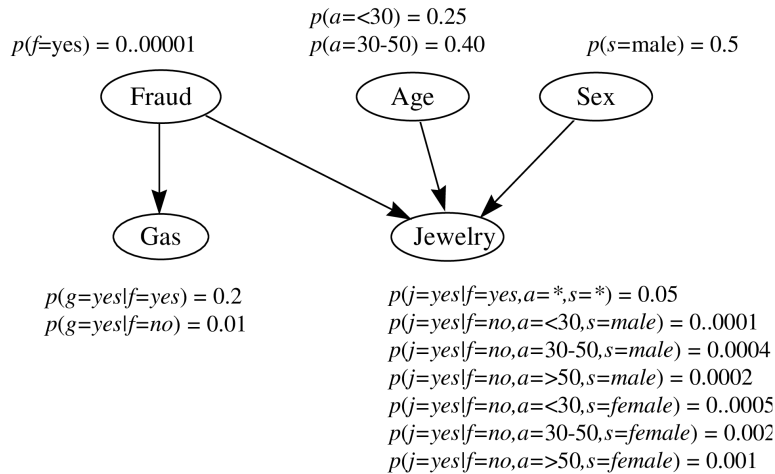 p(a=<30) = 0.25
p(f=yes) = 0..00001
p(a=30-50) = 0.40
p(s=male) = 0.5
Fraud
Age
Sex
Gas
Jewelry
p(g=yes|f=yes) = 0.2
p(g=yes|f=no) = 0.01
p(j=yes|f=yes,a=*,s=*) = 0.05
p(j=yes|f=no,a=<30,s=male) = 0..0001
p(j=yes|f=no,a=30-50,s=male) = 0.0004
p(j=yes|f=no,a=>50,s=male) = 0.0002
p(j=yes|f=no,a=<30,s=female) = 0..0005
p(j=yes|f=no,a=30-50,s=female) = 0.002
p(j=yes|f=no,a=>50,s=female) = 0.001